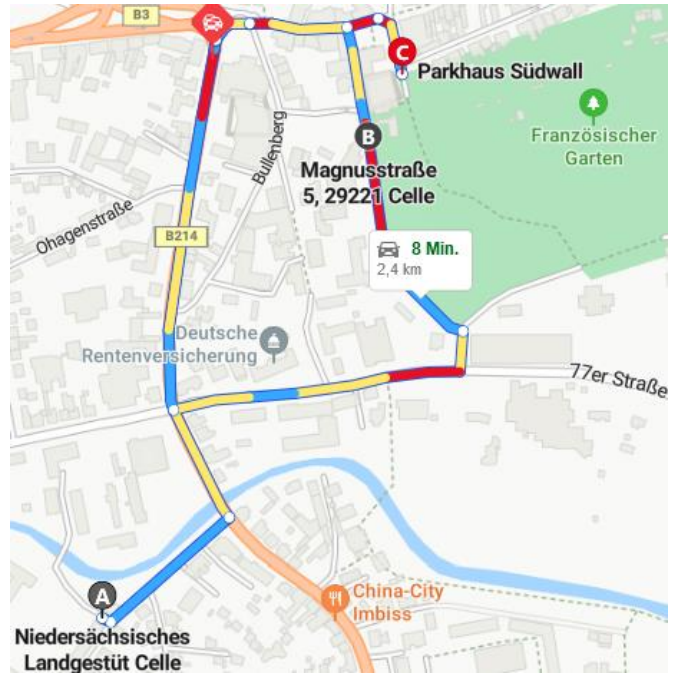 B3
C
Parkhaus Südwall
Französischer
Garten
Bullenberg
B
Magnusstraße
5, 29221 Celle
Ohagenstraße
B214
8 Min.
2,4 km
Deutsche
Rentenversicherung
77er Straße
A
China-City
Imbiss
Niedersächsisches
Landgestüt Celle